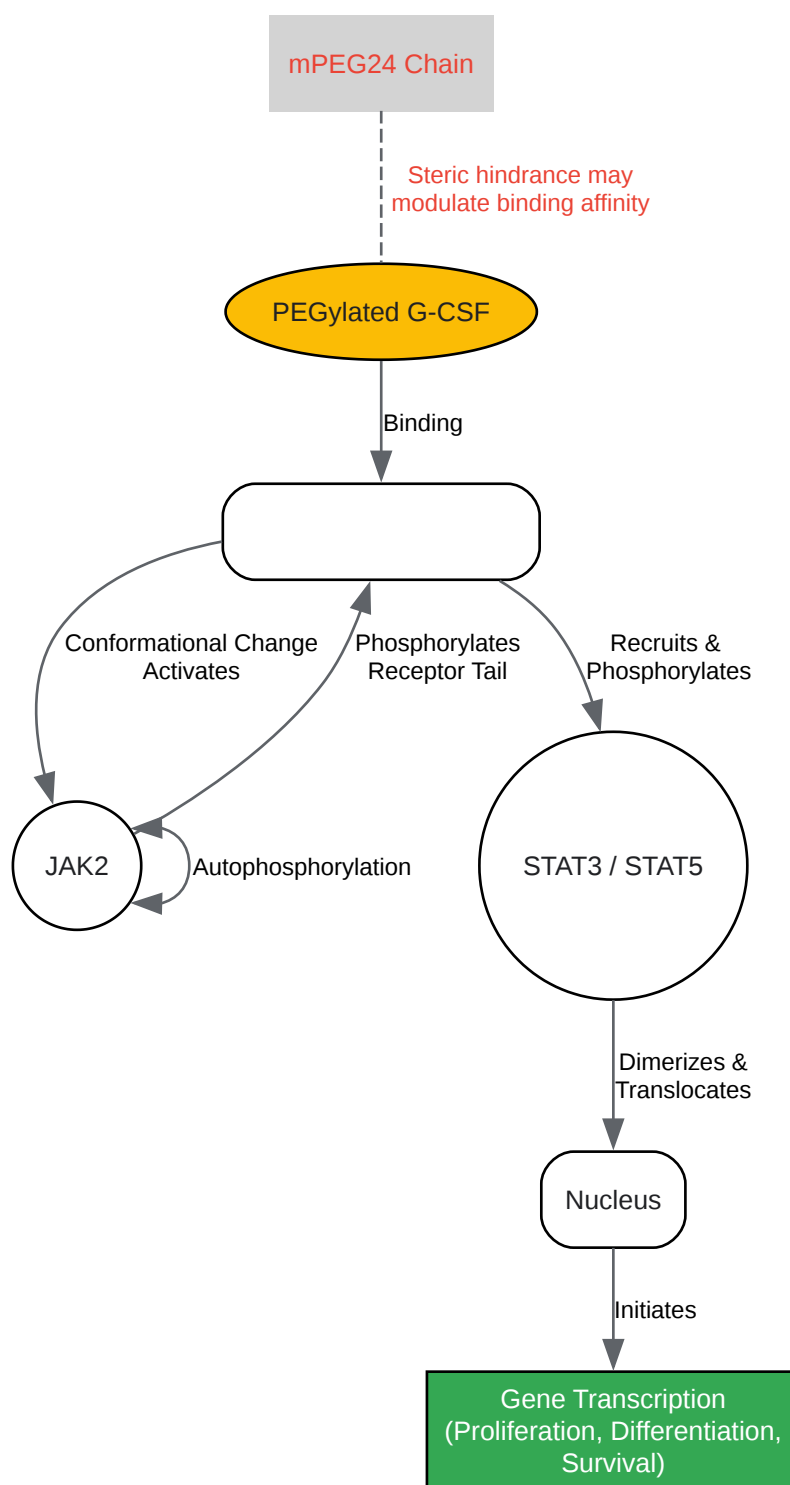 mPEG24 Chain
Steric hindrance may
modulate binding affinity
PEGylated G-CSF
Binding
Conformational Change
Activates
Phosphorylates
Receptor Tail
Recruits &
Phosphorylates
JAK2
Autophosphorylation
STAT3 / STAT5
Dimerizes &
Translocates
Nucleus
Initiates
Gene Transcription
(Proliferation, Differentiation,
Survival)